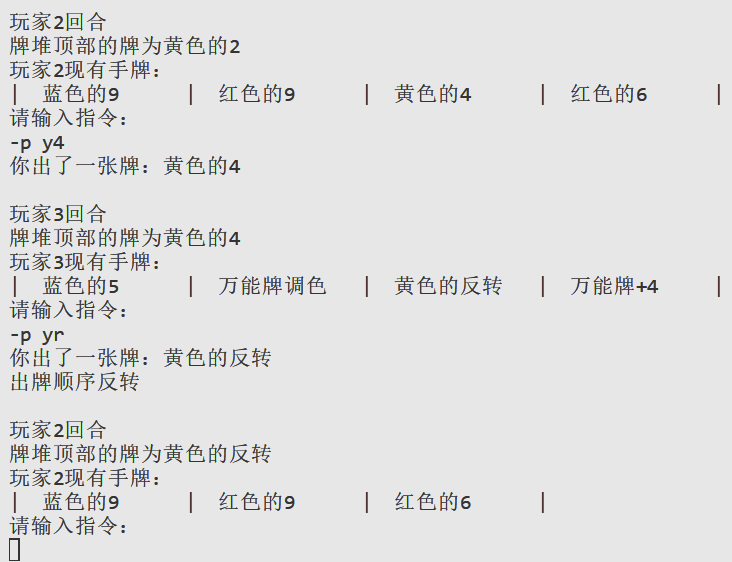 玩家2回合
牌堆顶部的牌为黄色的2
玩家2现有手牌：
|  蓝色的9  |  红色的9  |  黄色的4  |  红色的6  |
请输入指令：
-p y4
你出了一张牌：黄色的4
玩家3回合
牌堆顶部的牌为黄色的4
玩家3现有手牌：
|  蓝色的5  |  万能牌调色  |  黄色的反转  |  万能牌+4  |
请输入指令：
-p yr
你出了一张牌：黄色的反转
出牌顺序反转
玩家2回合
牌堆顶部的牌为黄色的反转
玩家2现有手牌：
|  蓝色的9  |  红色的9  |  红色的6  |
请输入指令：